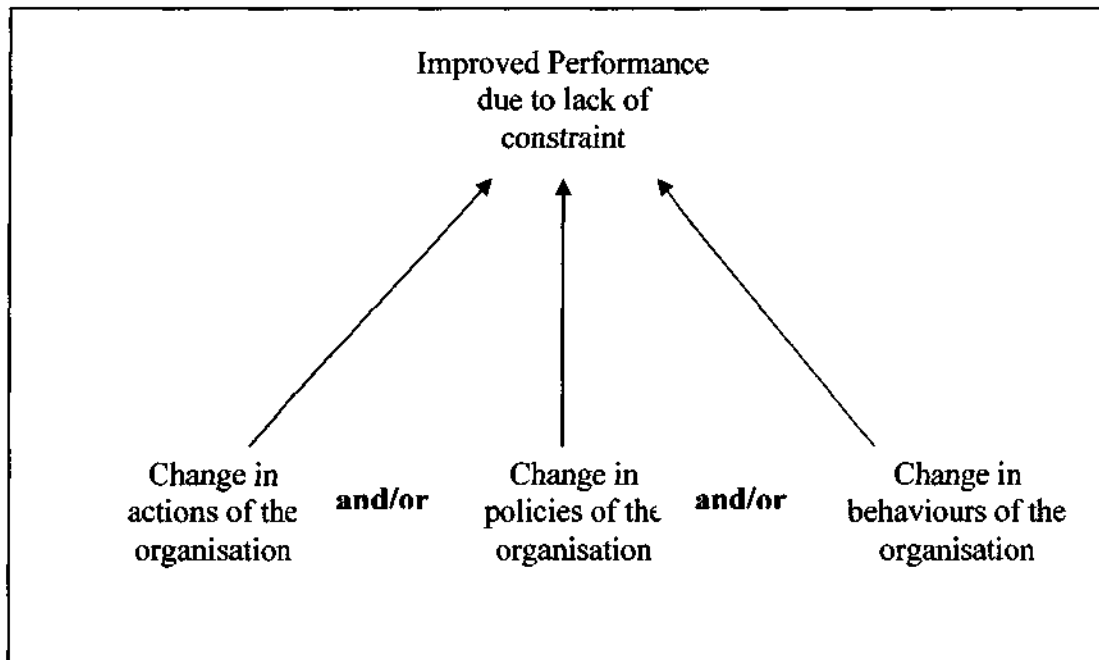 Improved Performance
due to lack of
constraint
Change in
actions of the
organisation
and/or
Change in
policies of the
organisation
and/or
Change in
behaviours of the
organisation